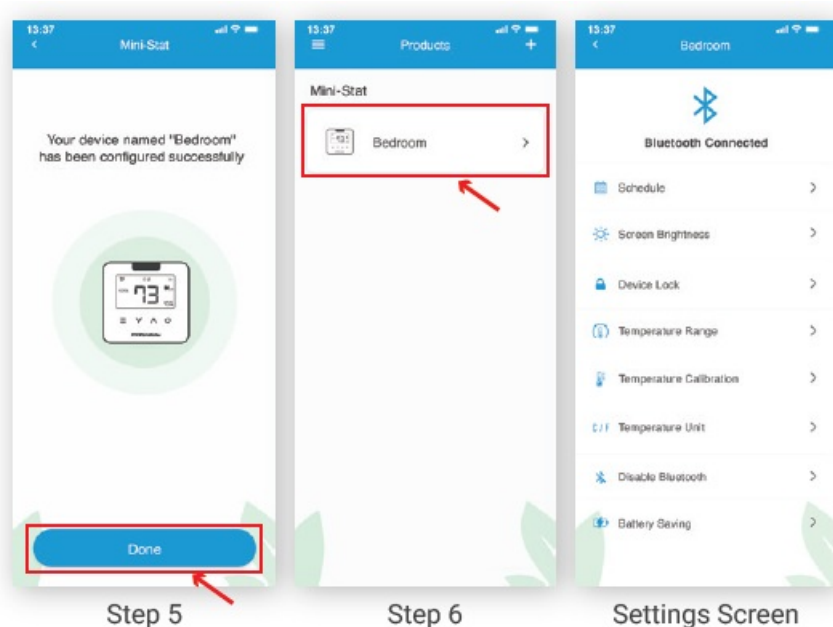 13:37
Mini-Stat
Your device named "Bedroom"
has been configured successfully
73
Done
Step 5
13:37
Products
Mini-Stat
Bedroom
Step 6
13:37
Bedroom
Bluetooth Connected
Schedule
Screen Brightness
Device Lock
Temperature Range
Temperature Calibration
C/F Temperature Unit
Disable Bluetooth
Battery Saving
Settings Screen